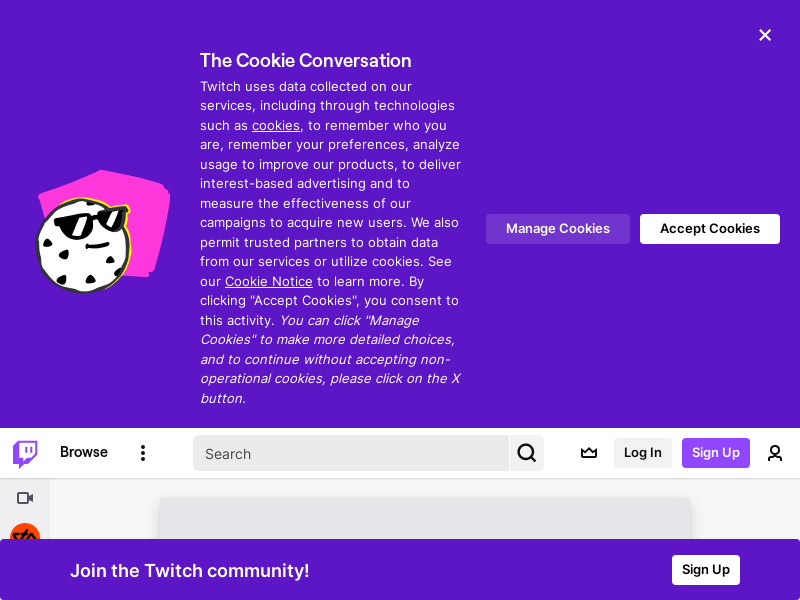 The Cookie Conversation
Twitch uses data collected on our
services, including through technologies
such as cookies, to remember who you
are, remember your preferences, analyze
usage to improve our products, to deliver
interest-based advertising and to
measure the effectiveness of our
campaigns to acquire new users. We also
permit trusted partners to obtain data
from our services or utilize cookies. See
our Cookie Notice to learn more. By
clicking "Accept Cookies", you consent to
this activity. You can click "Manage
Cookies" to make more detailed choices,
and to continue without accepting non-
operational cookies, please click on the X
button.
Manage Cookies
Accept Cookies
Browse
Search
Log In
Sign Up
Join the Twitch community!
Sign Up